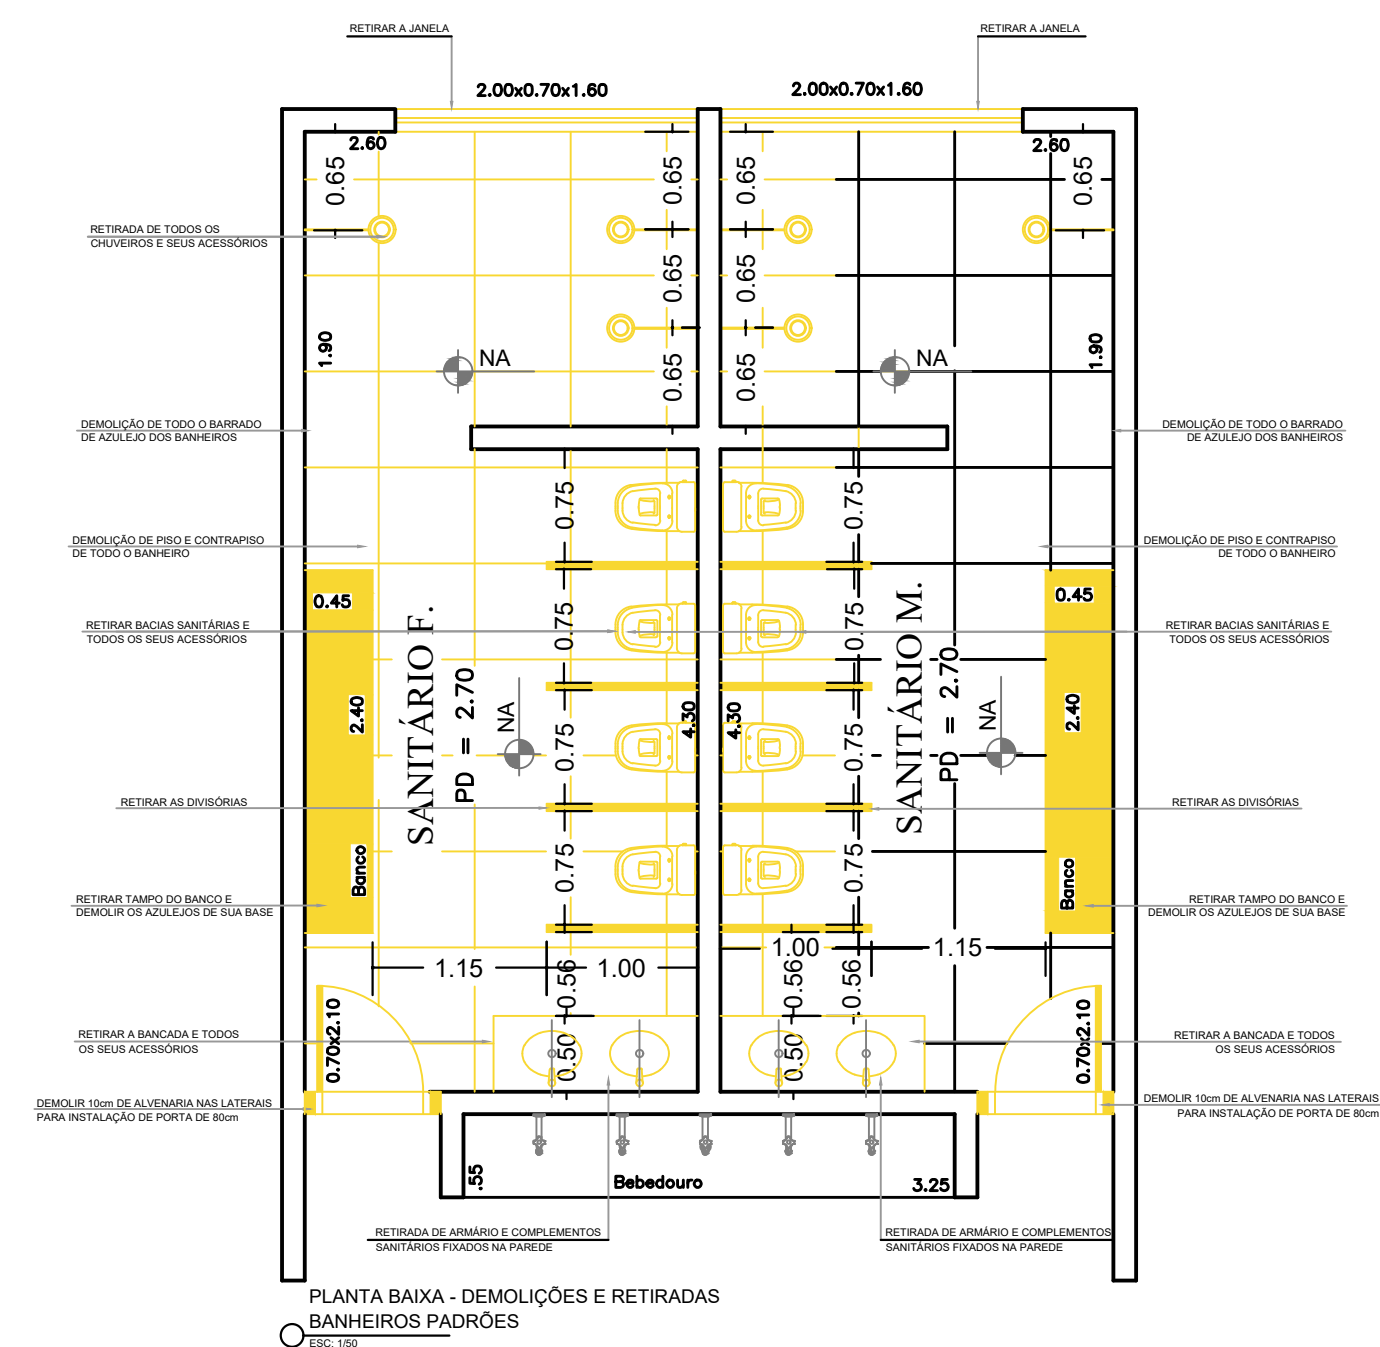 RETIRAR A JANELA
RETIRAR A JANELA
2.00x0.70x1.60
2.00x0.70x1.60
2.60
2.60
0.65
0.65
0.65
0.65
RETIRADA DE TODOS OS
CHUVEIROS E SEUS ACESSÓRIOS
0.65
0.65
1.90
1.90
NA
NA
0.65
0.65
DEMOLIÇÃO DE TODO O BARRADO
DE AZULEJO DOS BANHEIROS
DEMOLIÇÃO DE TODO O BARRADO
DE AZULEJO DOS BANHEIROS
0.75
0.75
DEMOLIÇÃO DE PISO E CONTRAPISO
DE TODO O BANHEIRO
DEMOLIÇÃO DE PISO E CONTRAPISO
DE TODO O BANHEIRO
0.45
0.45
0.75
0.75
RETIRAR BACIAS SANITÁRIAS E
TODOS OS SEUS ACESSÓRIOS
RETIRAR BACIAS SANITÁRIAS E
TODOS OS SEUS ACESSÓRIOS
SANITÁRIO F.
PD = 2.70
SANITÁRIO M.
PD = 2.70
2.40
NA
4.30
4.30
NA
2.40
0.75
0.75
RETIRAR AS DIVISÓRIAS
RETIRAR AS DIVISÓRIAS
Banco
0.75
0.75
Banco
RETIRAR TAMPO DO BANCO E
DEMOLIR OS AZULEJOS DE SUA BASE
RETIRAR TAMPO DO BANCO E
DEMOLIR OS AZULEJOS DE SUA BASE
1.15
1.00
1.00
1.15
0.56
0.56
0.56
0.70x2.10
0.70x2.10
RETIRAR A BANCADA E TODOS
OS SEUS ACESSÓRIOS
RETIRAR A BANCADA E TODOS
OS SEUS ACESSÓRIOS
0.50
0.50
DEMOLIR 10cm DE ALVENARIA NAS LATERAIS
PARA INSTALAÇÃO DE PORTA DE 80cm
DEMOLIR 10cm DE ALVENARIA NAS LATERAIS
PARA INSTALAÇÃO DE PORTA DE 80cm
.55
Bebedouro
3.25
RETIRADA DE ARMÁRIO E COMPLEMENTOS
SANITÁRIOS FIXADOS NA PAREDE
RETIRADA DE ARMÁRIO E COMPLEMENTOS
SANITÁRIOS FIXADOS NA PAREDE
PLANTA BAIXA - DEMOLIÇÕES E RETIRADAS
BANHEIROS PADRÕES
ESC: 1/50